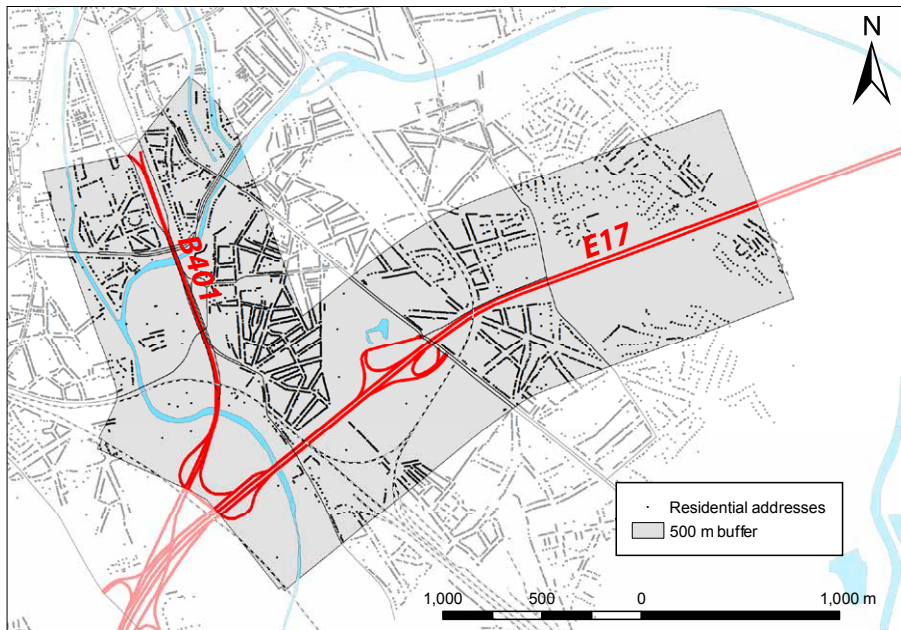 N
B401
E17
Residential addresses
500 m buffer
1,000 500 0 1,000 m